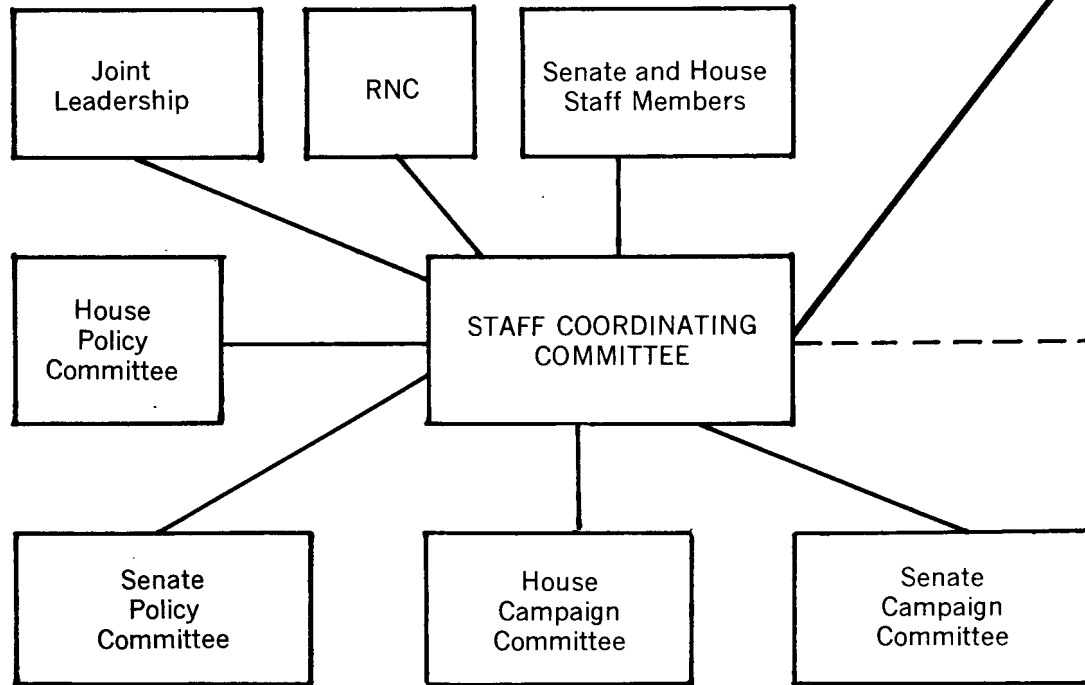 Joint
Leadership
RNC
Senate and House
Staff Members
House
Policy
Committee
STAFF COORDINATING
COMMITTEE
Senate
Policy
Committee
House
Campaign
Committee
Senate
Campaign
Committee